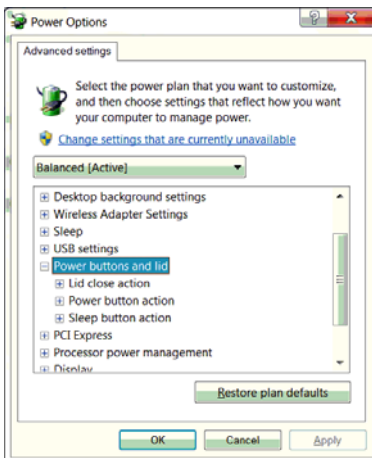 Power Options
Advanced settings
Select the power plan that you want to customize,
and then choose settings that reflect how you want
your computer to manage power.
Change settings that are currently unavailable
Balanced [Active]
Desktop background settings
Wireless Adapter Settings
Sleep
USB settings
Power buttons and lid
Lid close action
Power button action
Sleep button action
PCI Express
Processor power management
Display
Restore plan defaults
OK
Cancel
Apply